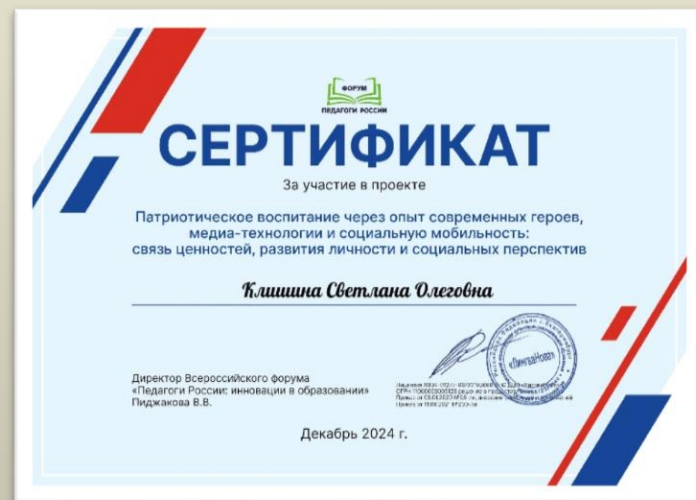 ФОРУМ
ПЕДАГОГИ РОССИИ
СЕРТИФИКАТ
За участие в проекте
Патриотическое воспитание через опыт современных героев,
медиа-технологии и социальную мобильность:
связь ценностей, развития личности и социальных перспектив
Клишина Светлана Олеговна
«ЛингваНова»
Директор Всероссийского форума
«Педагоги России: инновации в образовании»
Пиджакова В.В.
Декабрь 2024 г.